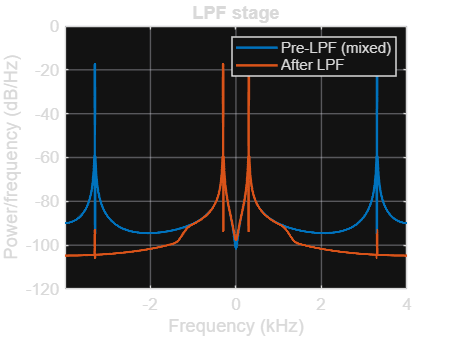 LPF stage
Pre-LPF (mixed)
After LPF
Power/frequency (dB/Hz)
0
-20
-40
-60
-80
-100
-120
-2
0
2
4
Frequency (kHz)